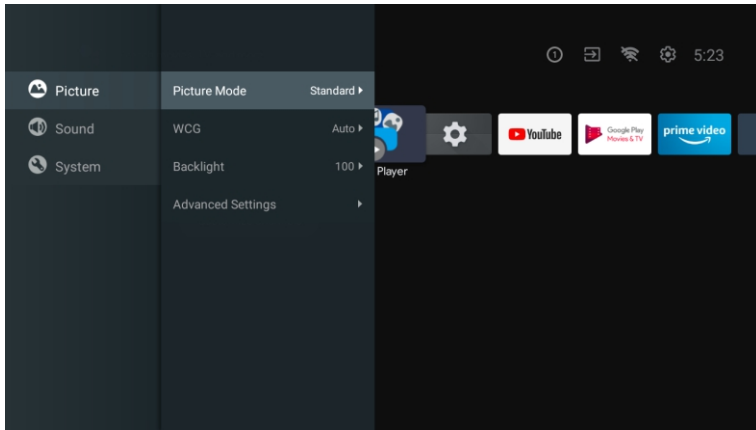 1
5:23
Picture
Picture Mode
Standard
Sound
WCG
Auto
System
Backlight
100
Advanced Settings
Player
YouTube
Google Play
Movies & TV
prime video